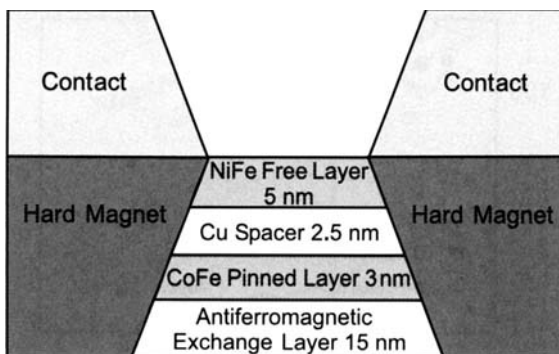 Contact
Contact
NiFe Free Layer
5 nm
Hard Magnet
Hard Magnet
Cu Spacer 2.5 nm
CoFe Pinned Layer 3nm
Antiferromagnetic
Exchange Layer 15 nm